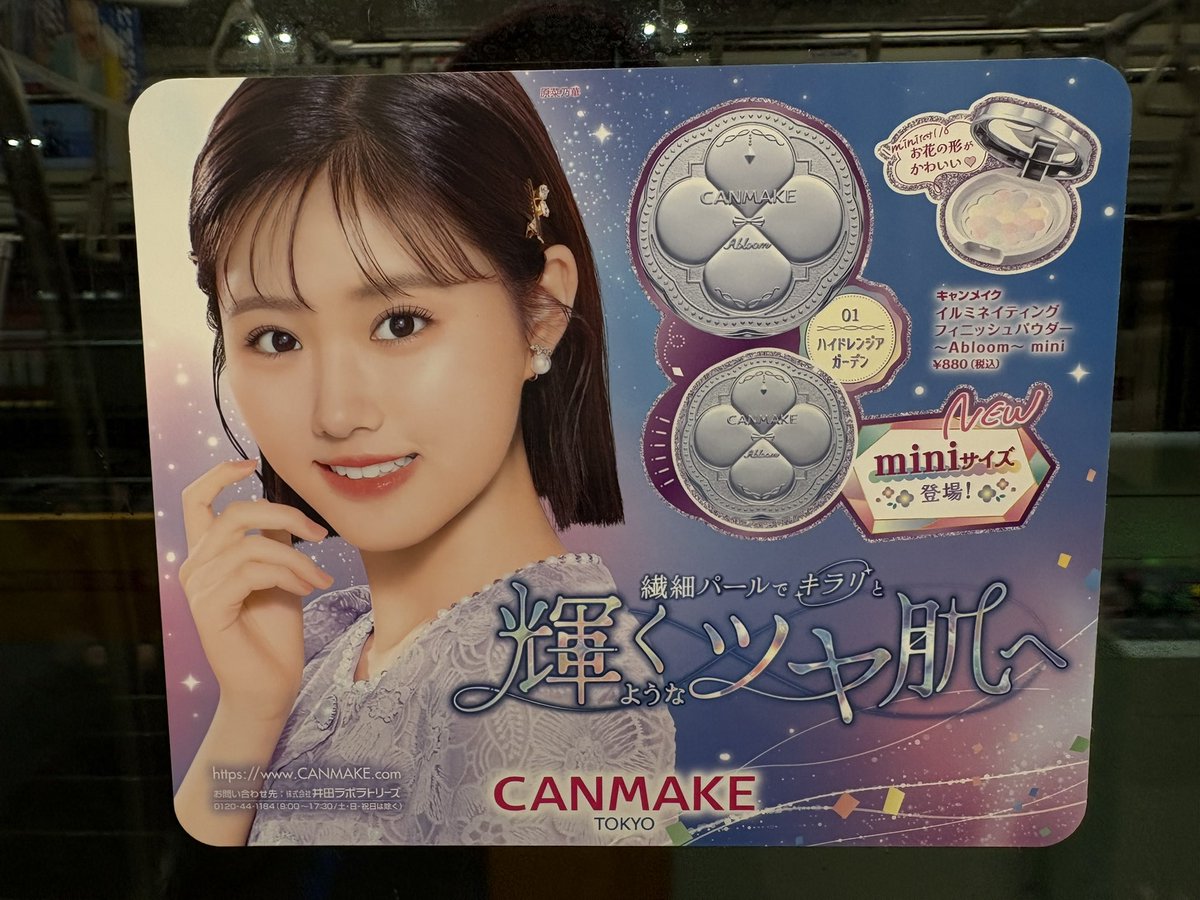 CANMAKE
Abloom
お花の形が
かわいい♡
キャンメイク
イルミネイティング
フィニッシュパウダー
～Abloom～ mini
¥880(税込)
01
ハイドレンジア
ガーデン
CANMAKE
Abloom
NEW
miniサイズ
登場!
繊細パールでキラリと
輝くようなツヤ肌へ
https://www.CANMAKE.com
お問い合わせ先：株式会社 井田ラボラトリーズ
0120-44-1184(9:00～17:30/土・日・祝日は除く)
CANMAKE
TOKYO